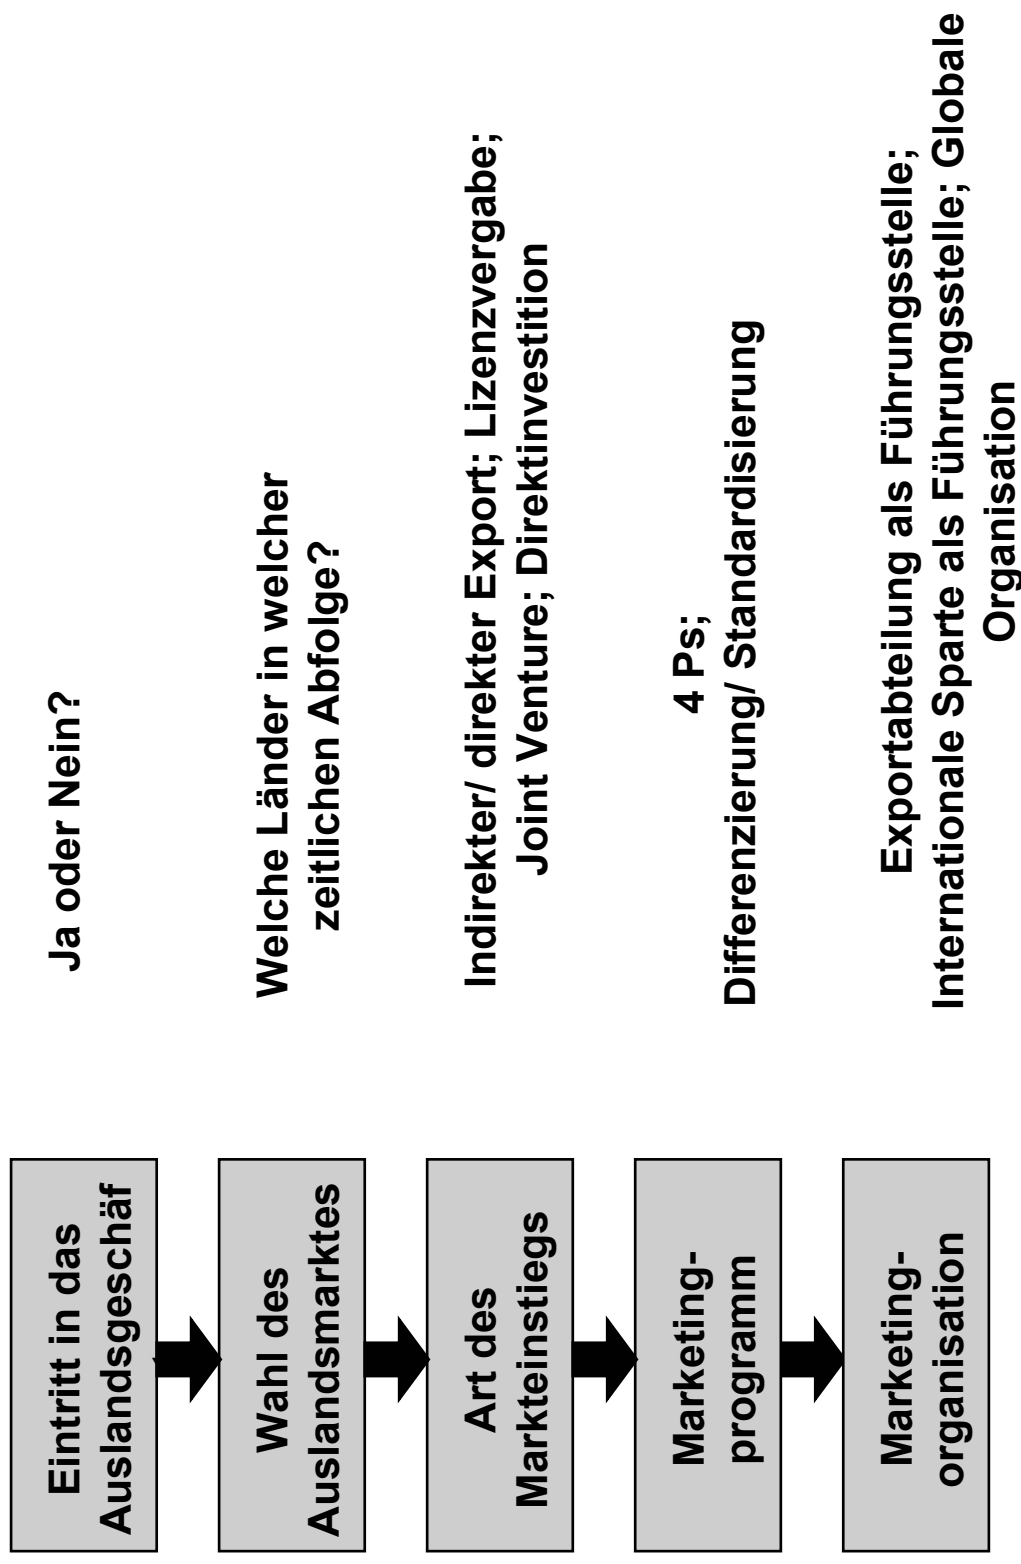 Eintritt in das
Auslandsgeschäf
Ja oder Nein?
Wahl des
Auslandsmarktes
Welche Länder in welcher
zeitlichen Abfolge?
Art des
Markteinstiegs
Indirekter/ direkter Export; Lizenzvergabe;
Joint Venture; Direktinvestition
Marketing-
programm
4 Ps;
Differenzierung/ Standardisierung
Marketing-
organisation
Exportabteilung als Führungsstelle;
Internationale Sparte als Führungsstelle; Globale
Organisation